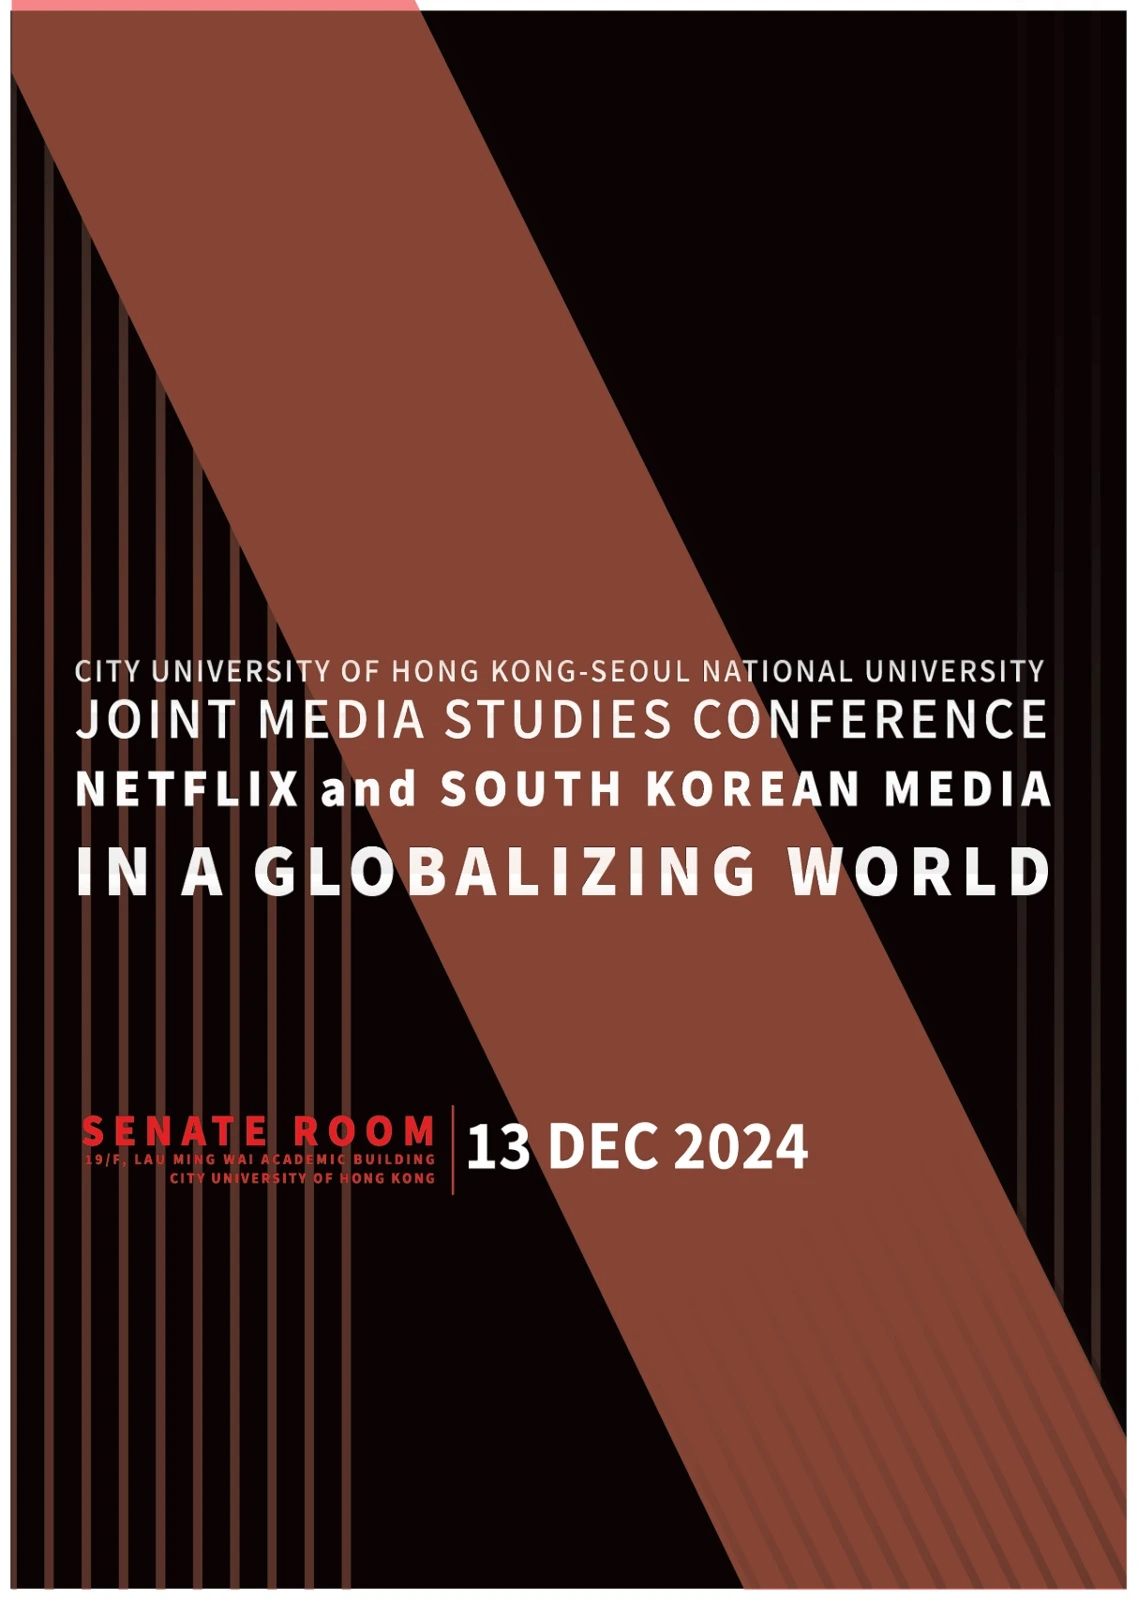 CITY UNIVERSITY OF HONG KONG-SEOUL NATIONAL UNIVERSITY
JOINT MEDIA STUDIES CONFERENCE
NETFLIX and SOUTH KOREAN MEDIA
IN A GLOBALIZING WORLD
SENATE ROOM
19/F, LAU MING WAI ACADEMIC BUILDING
CITY UNIVERSITY OF HONG KONG
13 DEC 2024